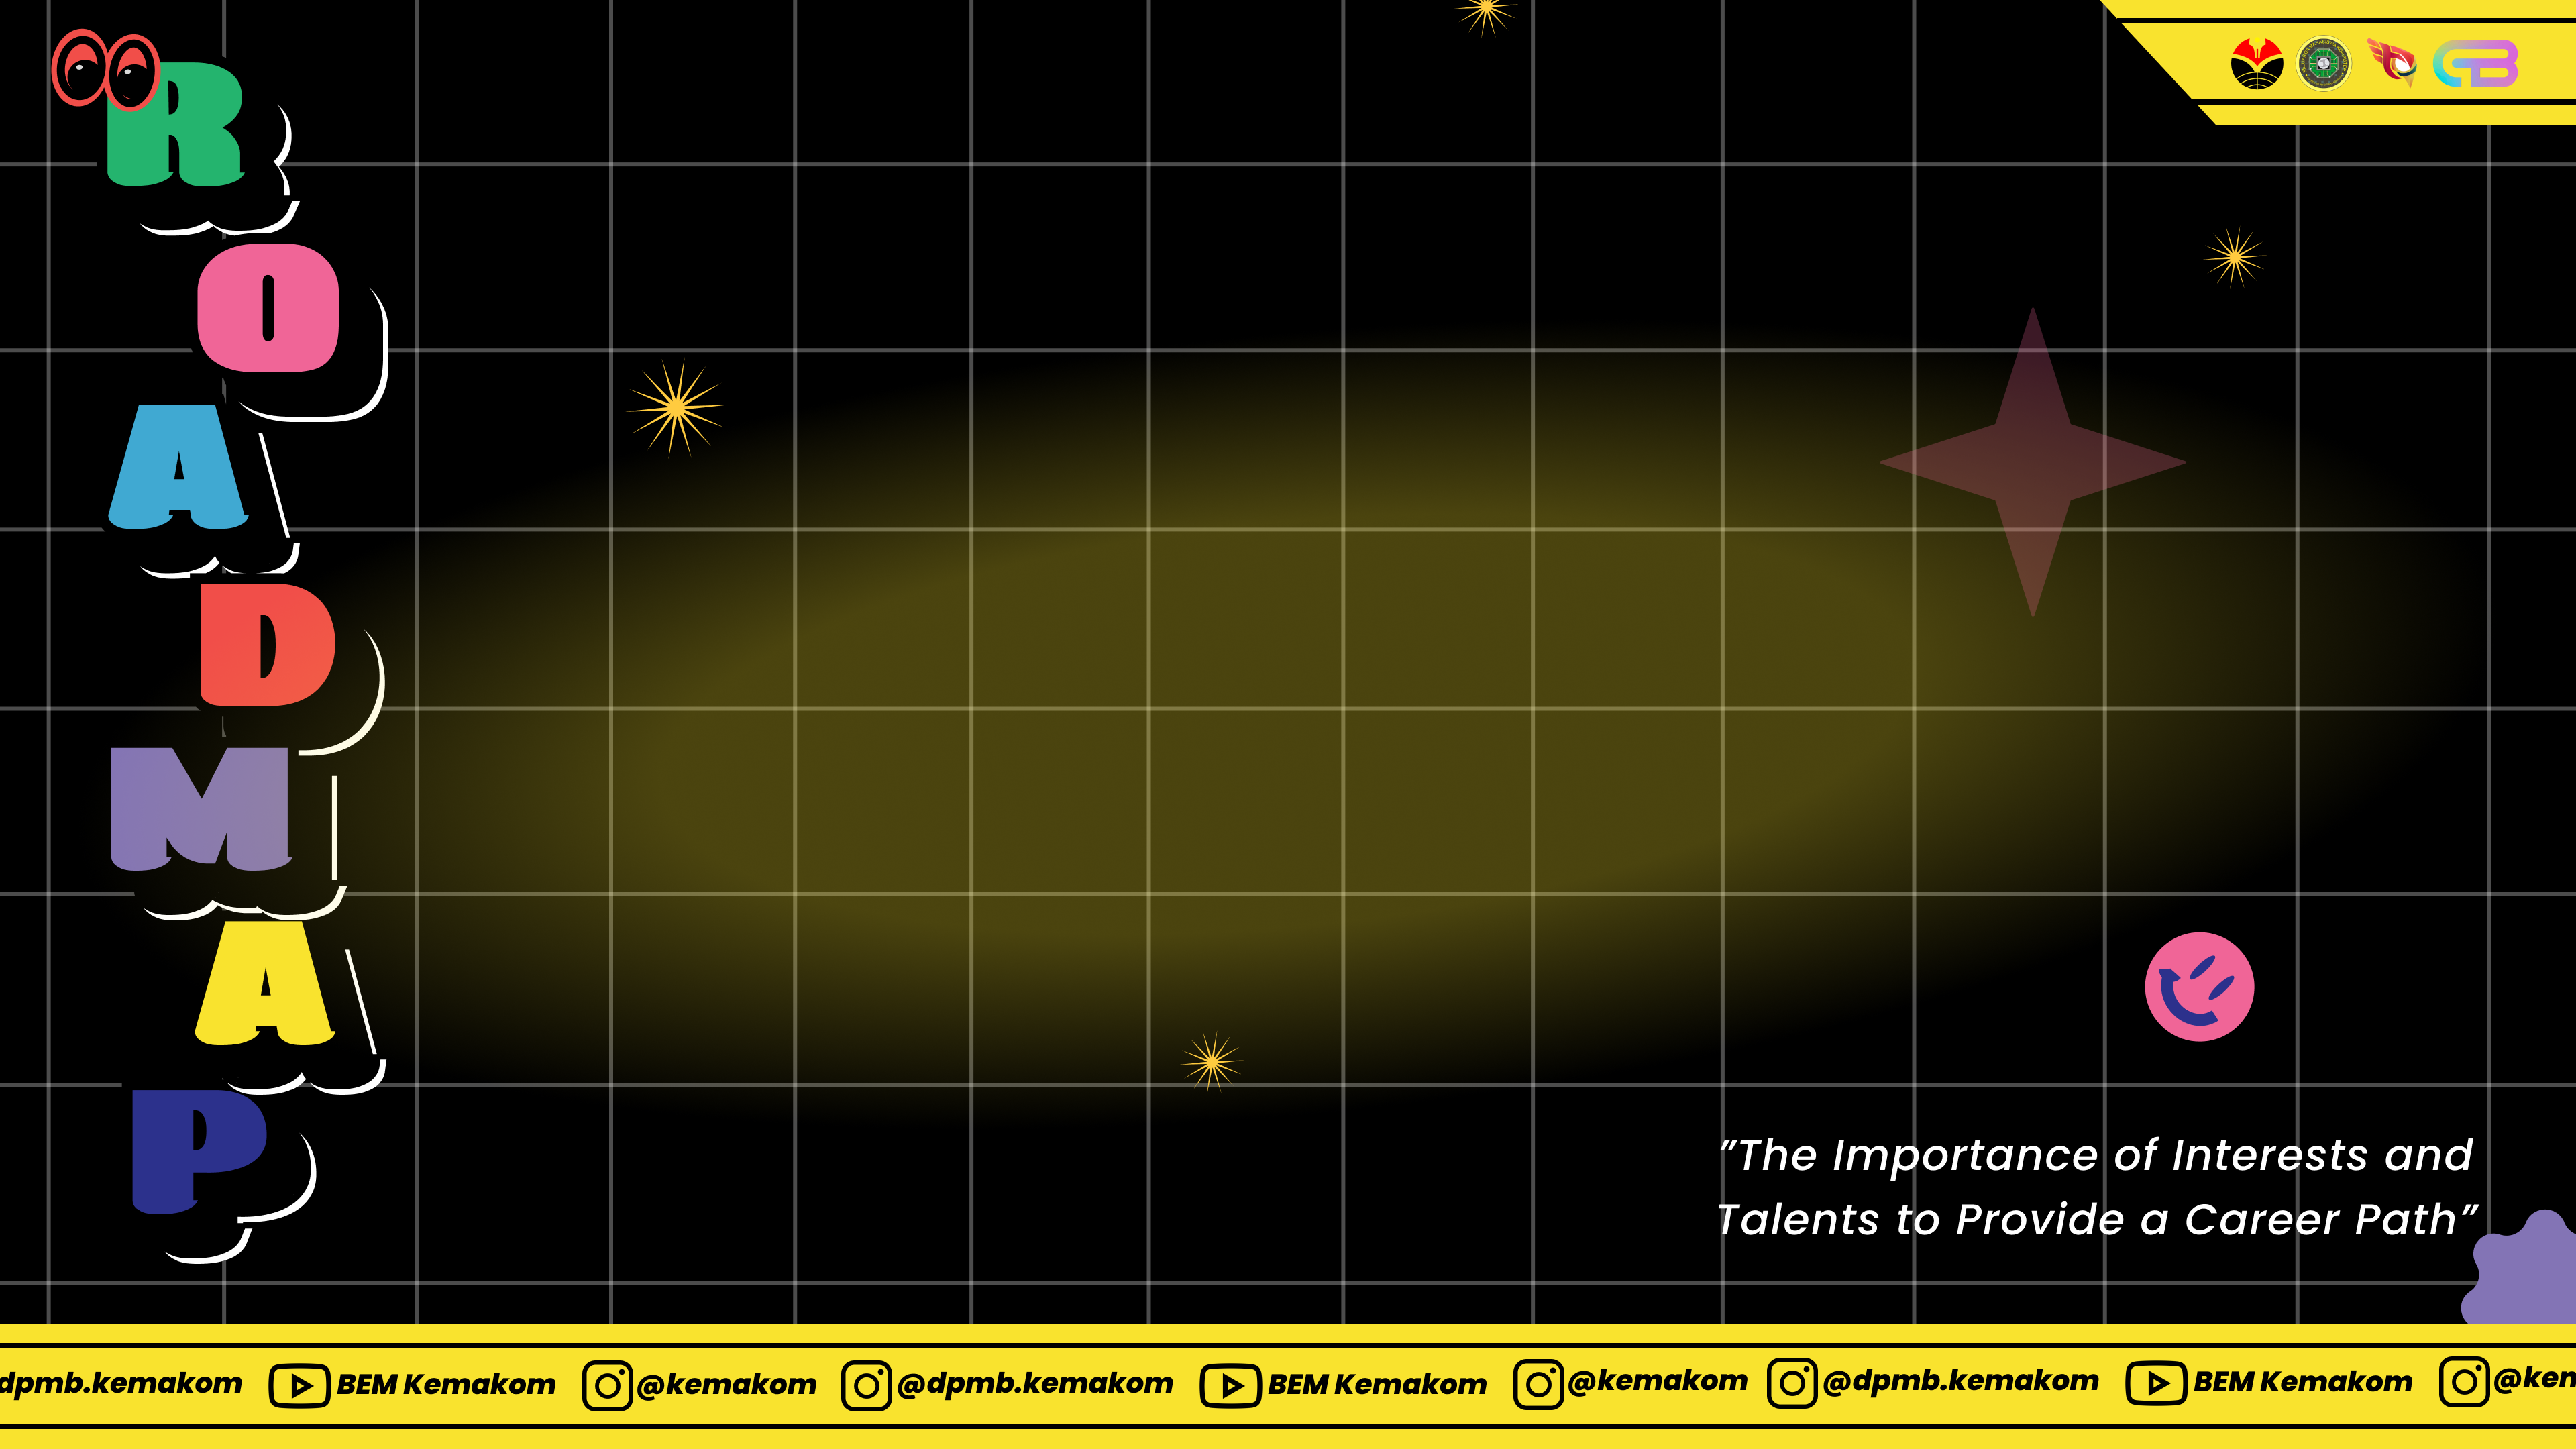 R
O
A
D
M
A
P
"The Importance of Interests and
Talents to Provide a Career Path"
dpmb.kemakom BEM Kemakom @kemakom @dpmb.kemakom BEM Kemakom @kemakom @dpmb.kemakom BEM Kemakom @kem